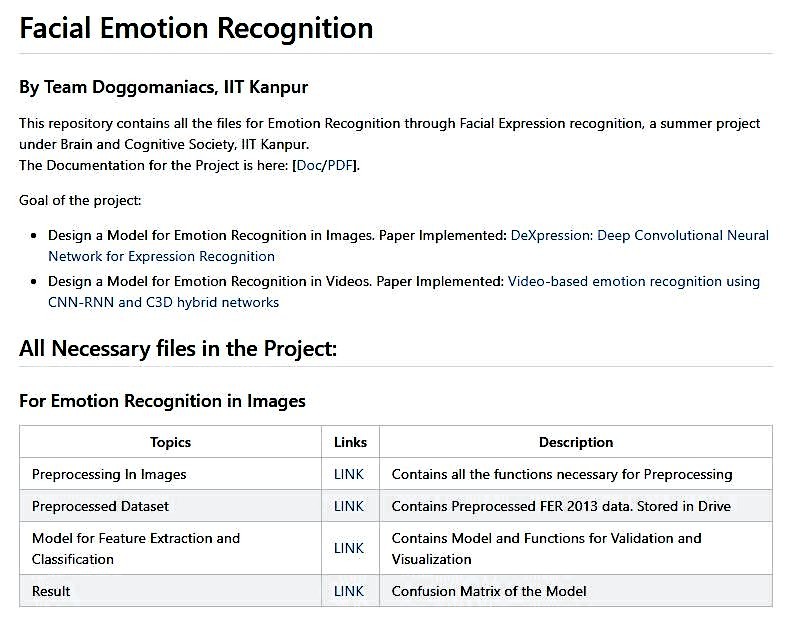 Facial Emotion Recognition
By Team Doggomaniacs, IIT Kanpur
This repository contains all the files for Emotion Recognition through Facial Expression recognition, a summer project
under Brain and Cognitive Society, IIT Kanpur.
The Documentation for the Project is here: [Doc/PDF].
Goal of the project:
• Design a Model for Emotion Recognition in Images. Paper Implemented: DeXpression: Deep Convolutional Neural
Network for Expression Recognition
• Design a Model for Emotion Recognition in Videos. Paper Implemented: Video-based emotion recognition using
CNN-RNN and C3D hybrid networks
All Necessary files in the Project:
For Emotion Recognition in Images
Topics Links Description
Preprocessing In Images LINK Contains all the functions necessary for Preprocessing
Preprocessed Dataset LINK Contains Preprocessed FER 2013 data. Stored in Drive
Model for Feature Extraction and
Classification
LINK
Contains Model and Functions for Validation and
Visualization
Result LINK Confusion Matrix of the Model